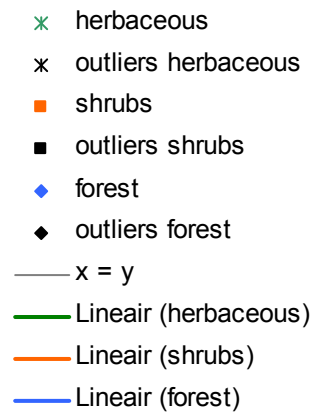 herbaceous
outliers herbaceous
shrubs
outliers shrubs
forest
outliers forest
x = y
Lineair (herbaceous)
Lineair (shrubs)
Lineair (forest)